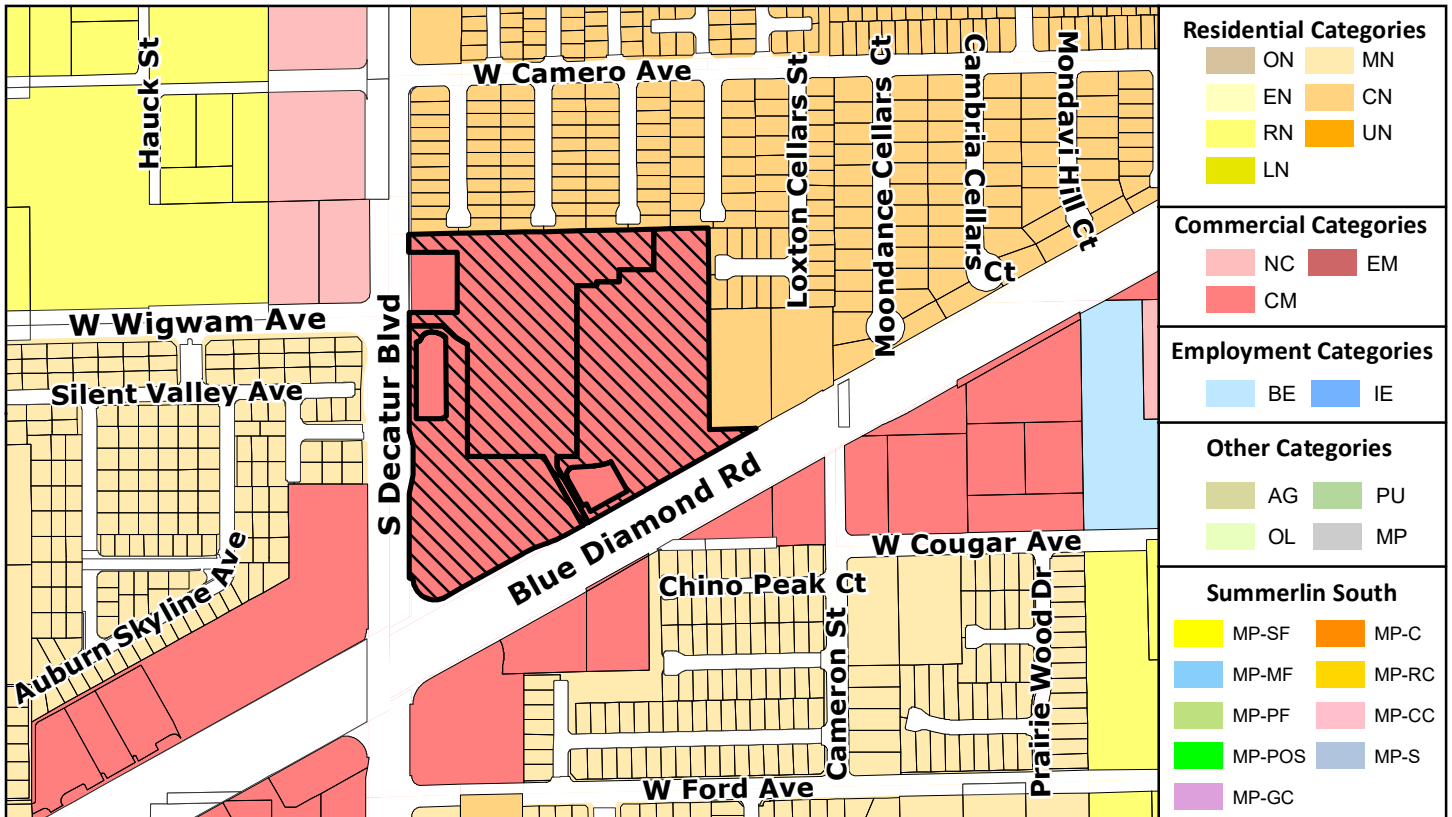 Hauck St
W Camero Ave
Loxton Cellars St
Moondance Cellars Ct
Cambria Cellars
Ct
Mondavi Hill Ct
W Wigwam Ave
Silent Valley Ave
S Decatur Blvd
Auburn Skyline Ave
Blue Diamond Rd
W Cougar Ave
Chino Peak Ct
Cameron St
Prairie Wood Dr
W Ford Ave
Residential Categories
ON MN
EN CN
RN UN
LN
Commercial Categories
NC EM
CM
Employment Categories
BE IE
Other Categories
AG PU
OL MP
Summerlin South
MP-SF MP-C
MP-MF MP-RC
MP-PF MP-CC
MP-POS MP-S
MP-GC